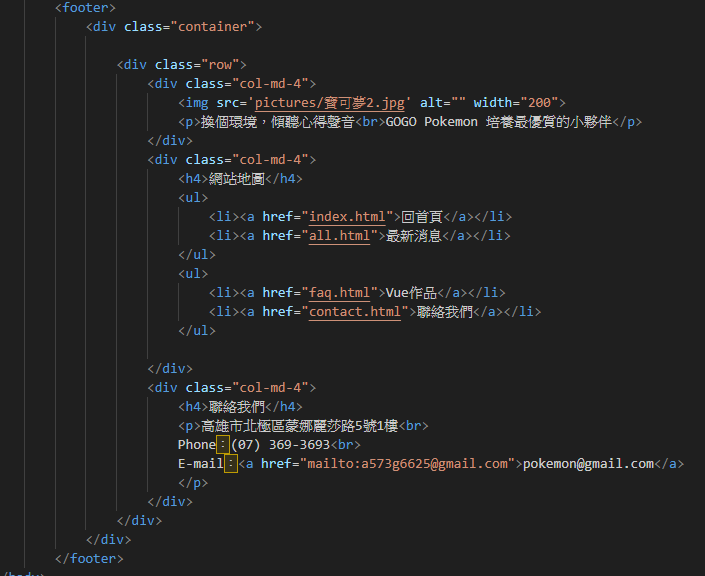 <footer>
<div class="container">
<div class="row">
<div class="col-md-4">
<img src='pictures/寶可夢2.jpg' alt="" width="200">
<p>換個環境，傾聽心得聲音<br>GOGO Pokemon 培養最優質的小夥伴</p>
</div>
<div class="col-md-4">
<h4>網站地圖</h4>
<ul>
<li><a href="index.html">回首頁</a></li>
<li><a href="all.html">最新消息</a></li>
</ul>
<ul>
<li><a href="faq.html">Vue作品</a></li>
<li><a href="contact.html">聯絡我們</a></li>
</ul>
</div>
<div class="col-md-4">
<h4>聯絡我們</h4>
<p>高雄市北極區蒙娜麗莎路5號1樓<br>
Phone：(07) 369-3693<br>
E-mail：<a href="mailto:a573g6625@gmail.com">pokemon@gmail.com</a>
</p>
</div>
</div>
</div>
</footer>
</body>